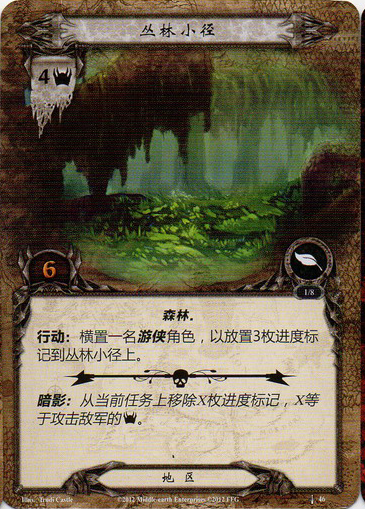 丛林小径
4
6
1/8
森林.
行动：横置一名游侠角色，以放置3枚进度标
记到丛林小径上。
暗影：从当前任务上移除X枚进度标记，X等
于攻击敌军的 。
地区
Illus. Trudi Castle
©2012 Middle-earth Enterprises ©2012 FFG
46